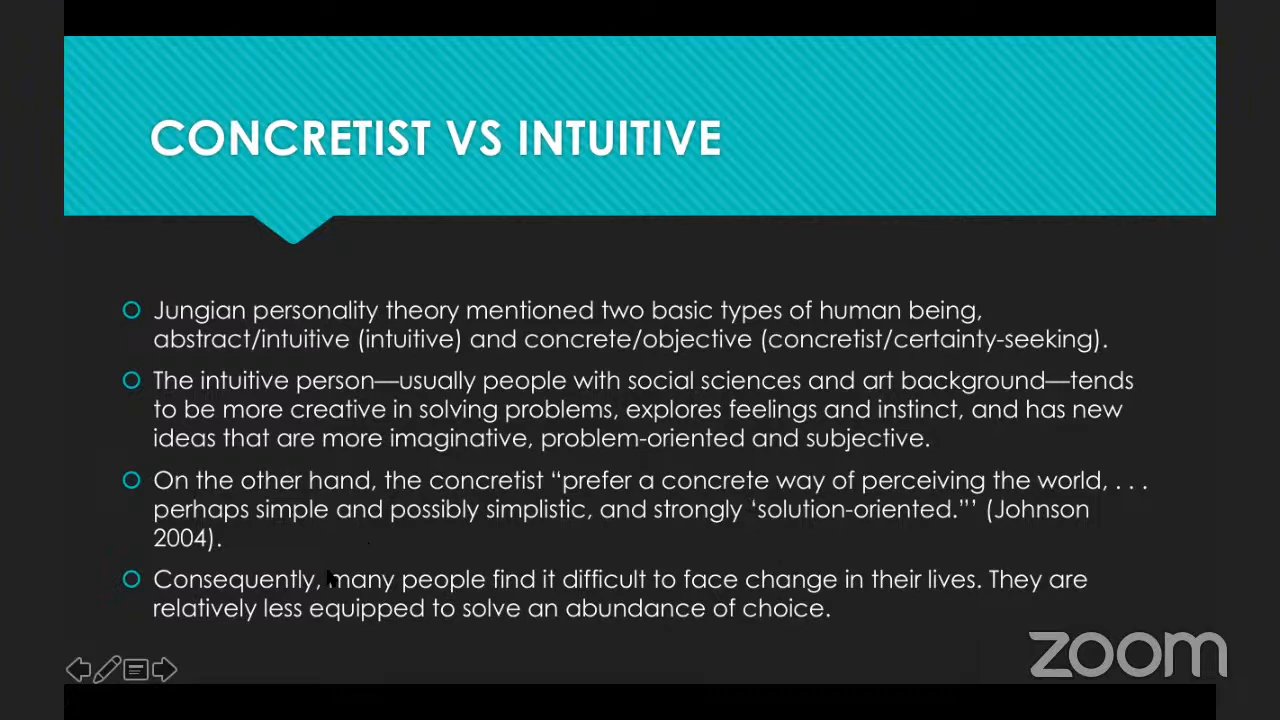 CONCRETIST VS INTUITIVE
Jungian personality theory mentioned two basic types of human being,
abstract/intuitive (intuitive) and concrete/objective (concretist/certainty-seeking).
The intuitive person—usually people with social sciences and art background—tends
to be more creative in solving problems, explores feelings and instinct, and has new
ideas that are more imaginative, problem-oriented and subjective.
On the other hand, the concretist “prefer a concrete way of perceiving the world, . . .
perhaps simple and possibly simplistic, and strongly ‘solution-oriented.”’ (Johnson
2004).
Consequently, many people find it difficult to face change in their lives. They are
relatively less equipped to solve an abundance of choice.
zoom